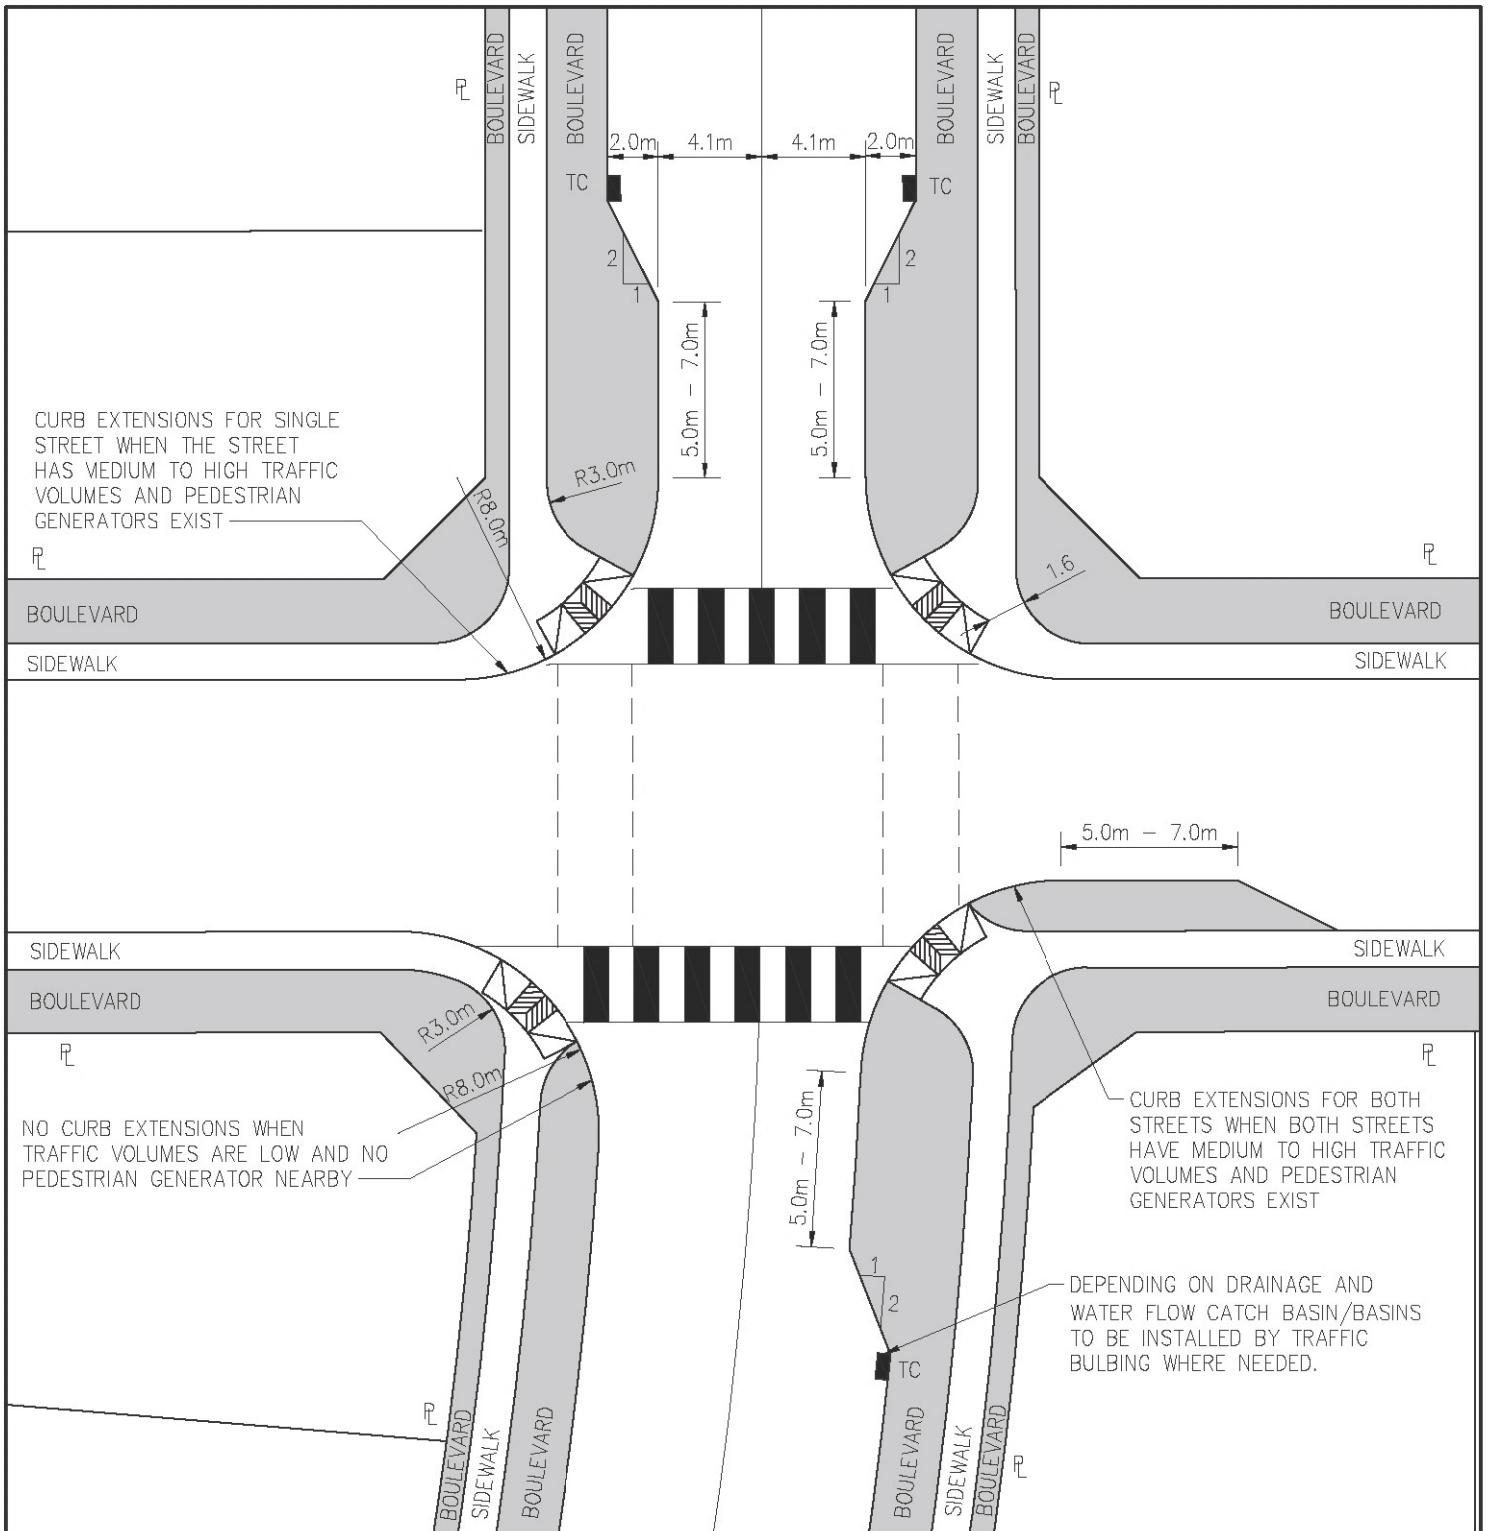 BOULEVARD
SIDEWALK
BOULEVARD
BOULEVARD
SIDEWALK
BOULEVARD
PL
PL
2.0m
4.1m
4.1m
2.0m
TC
TC
2
1
2
1
5.0m - 7.0m
5.0m - 7.0m
CURB EXTENSIONS FOR SINGLE
STREET WHEN THE STREET
HAS MEDIUM TO HIGH TRAFFIC
VOLUMES AND PEDESTRIAN
GENERATORS EXIST
R8.0m
R3.0m
PL
PL
1.6
BOULEVARD
BOULEVARD
SIDEWALK
SIDEWALK
5.0m - 7.0m
SIDEWALK
SIDEWALK
BOULEVARD
BOULEVARD
R3.0m
PL
PL
R8.0m
NO CURB EXTENSIONS WHEN
TRAFFIC VOLUMES ARE LOW AND NO
PEDESTRIAN GENERATOR NEARBY
5.0m - 7.0m
CURB EXTENSIONS FOR BOTH
STREETS WHEN BOTH STREETS
HAVE MEDIUM TO HIGH TRAFFIC
VOLUMES AND PEDESTRIAN
GENERATORS EXIST
1
2
DEPENDING ON DRAINAGE AND
WATER FLOW CATCH BASIN/BASINS
TO BE INSTALLED BY TRAFFIC
BULBING WHERE NEEDED.
TC
PL
BOULEVARD
SIDEWALK
BOULEVARD
BOULEVARD
SIDEWALK
BOULEVARD
PL